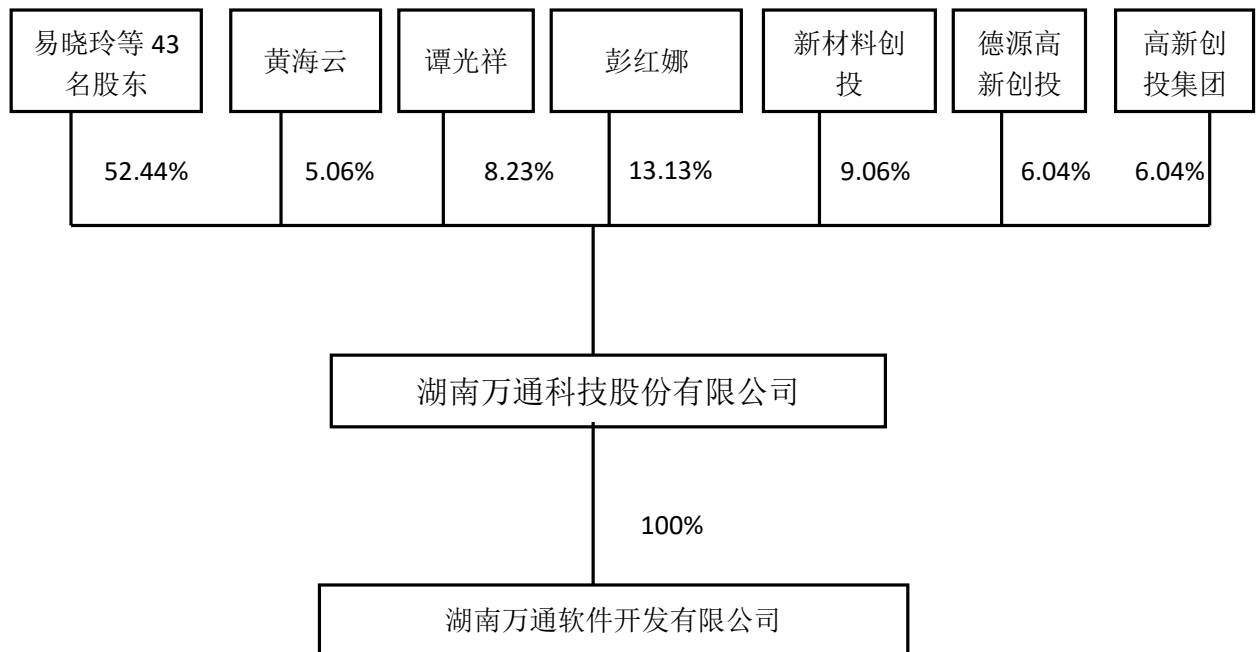 易晓玲等 43
名股东
黄海云
谭光祥
彭红娜
新材料创
投
德源高
新创投
高新创
投集团
52.44%
5.06%
8.23%
13.13%
9.06%
6.04%
6.04%
湖南万通科技股份有限公司
100%
湖南万通软件开发有限公司